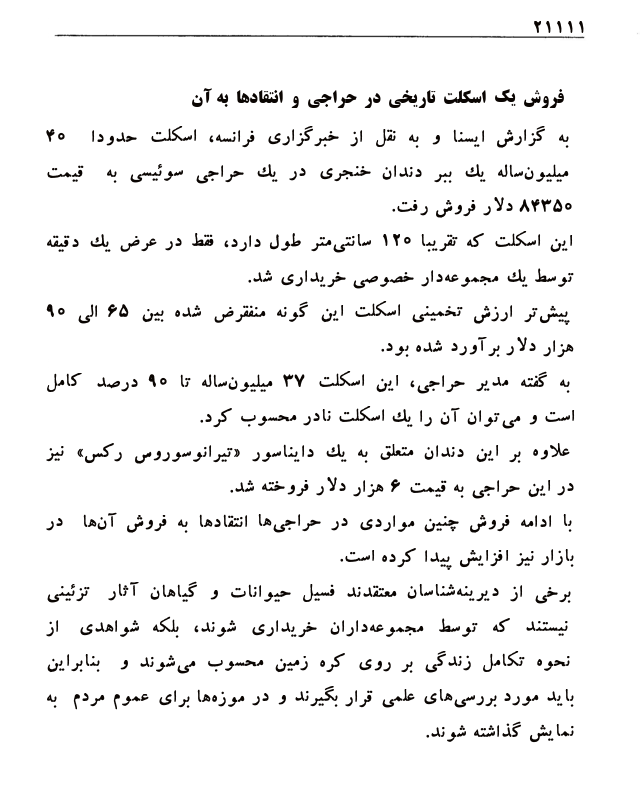 ۲۱۱۱۱
فروش یک اسکلت تاریخی در حراجی و انتقادها به آن
به گزارش ایسنا و به نقل از خبرگزاری فرانسه، اسکلت حدودا ۴۰
میلیون‌ساله یك ببر دندان خنجری در یك حراجی سوئیسی به قیمت
۸۴۳۵۰ دلار فروش رفت.
این اسکلت که تقریبا ۱۲۰ سانتی‌متر طول دارد، فقط در عرض یك دقیقه
توسط یك مجموعه‌دار خصوصی خریداری شد.
پیش‌تر ارزش تخمینی اسکلت این گونه منفقرض شده بین ۶۵ الی ۹۰
هزار دلار برآورد شده بود.
به گفته مدیر حراجی، این اسکلت ۳۷ میلیون‌ساله تا ۹۰ درصد کامل
است و می‌توان آن را یك اسکلت نادر محسوب کرد.
علاوه بر این دندان متعلق به یك دایناسور «تیرانوسوروس رکس» نیز
در این حراجی به قیمت ۶ هزار دلار فروخته شد.
با ادامه فروش چنین مواردی در حراجی‌ها انتقادها به فروش آن‌ها در
بازار نیز افزایش پیدا کرده است.
برخی از دیرینه‌شناسان معتقدند فسیل حیوانات و گیاهان آثار تزئینی
نیستند که توسط مجموعه‌داران خریداری شوند، بلکه شواهدی از
نحوه تکامل زندگی بر روی کره زمین محسوب می‌شوند و بنابراین
باید مورد بررسی‌های علمی قرار بگیرند و در موزه‌ها برای عموم مردم به
نمایش گذاشته شوند.